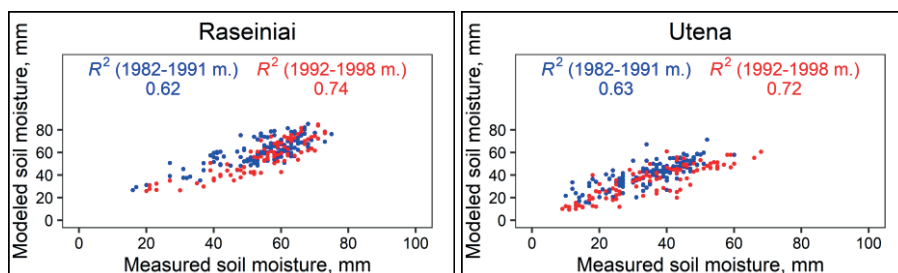 Raseiniai
Modeled soil moisture, mm
R² (1982-1991 m.) R² (1992-1998 m.)
0.62 0.74
80
60
40
20
0
0 20 40 60 80 100
Measured soil moisture, mm
Utena
Modeled soil moisture, mm
R² (1982-1991 m.) R² (1992-1998 m.)
0.63 0.72
80
60
40
20
0
0 20 40 60 80 100
Measured soil moisture, mm